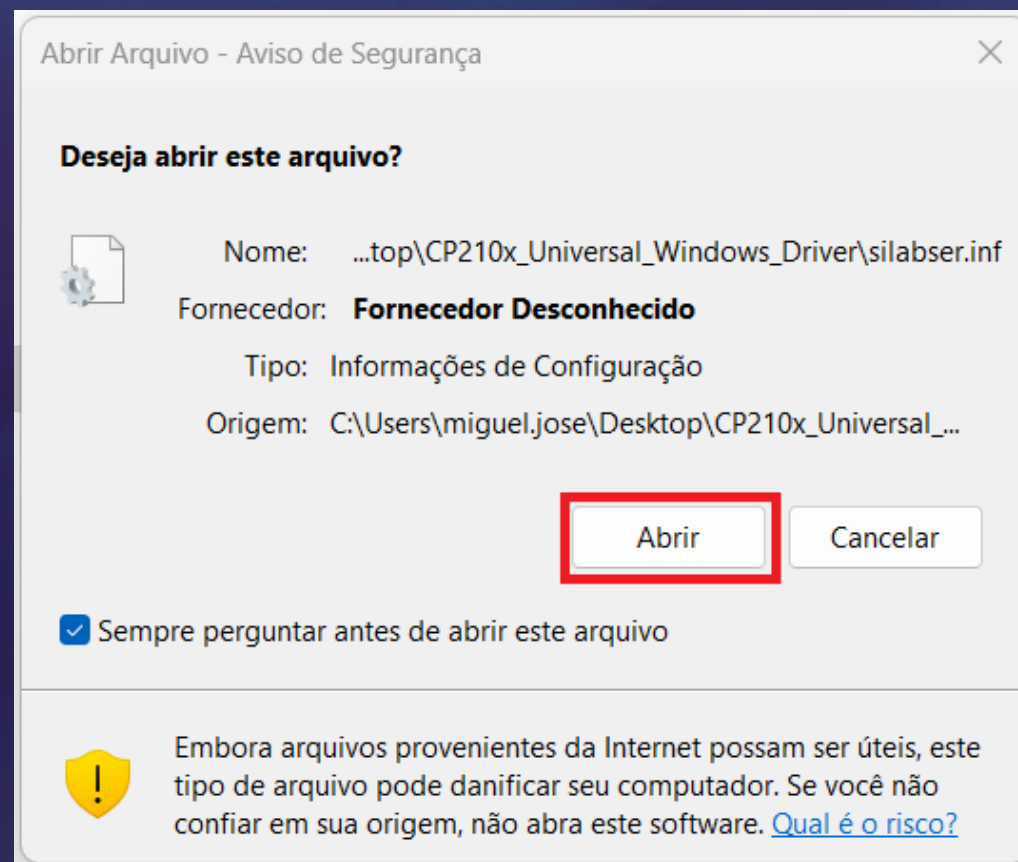 Abrir Arquivo - Aviso de Segurança
Deseja abrir este arquivo?
Nome: ...top\CP210x_Universal_Windows_Driver\silabser.inf
Fornecedor: Fornecedor Desconhecido
Tipo: Informações de Configuração
Origem: C:\Users\miguel.jose\Desktop\CP210x_Universal_...
Abrir Cancelar
Sempre perguntar antes de abrir este arquivo
Embora arquivos provenientes da Internet possam ser úteis, este
tipo de arquivo pode danificar seu computador. Se você não
confiar em sua origem, não abra este software. Qual é o risco?